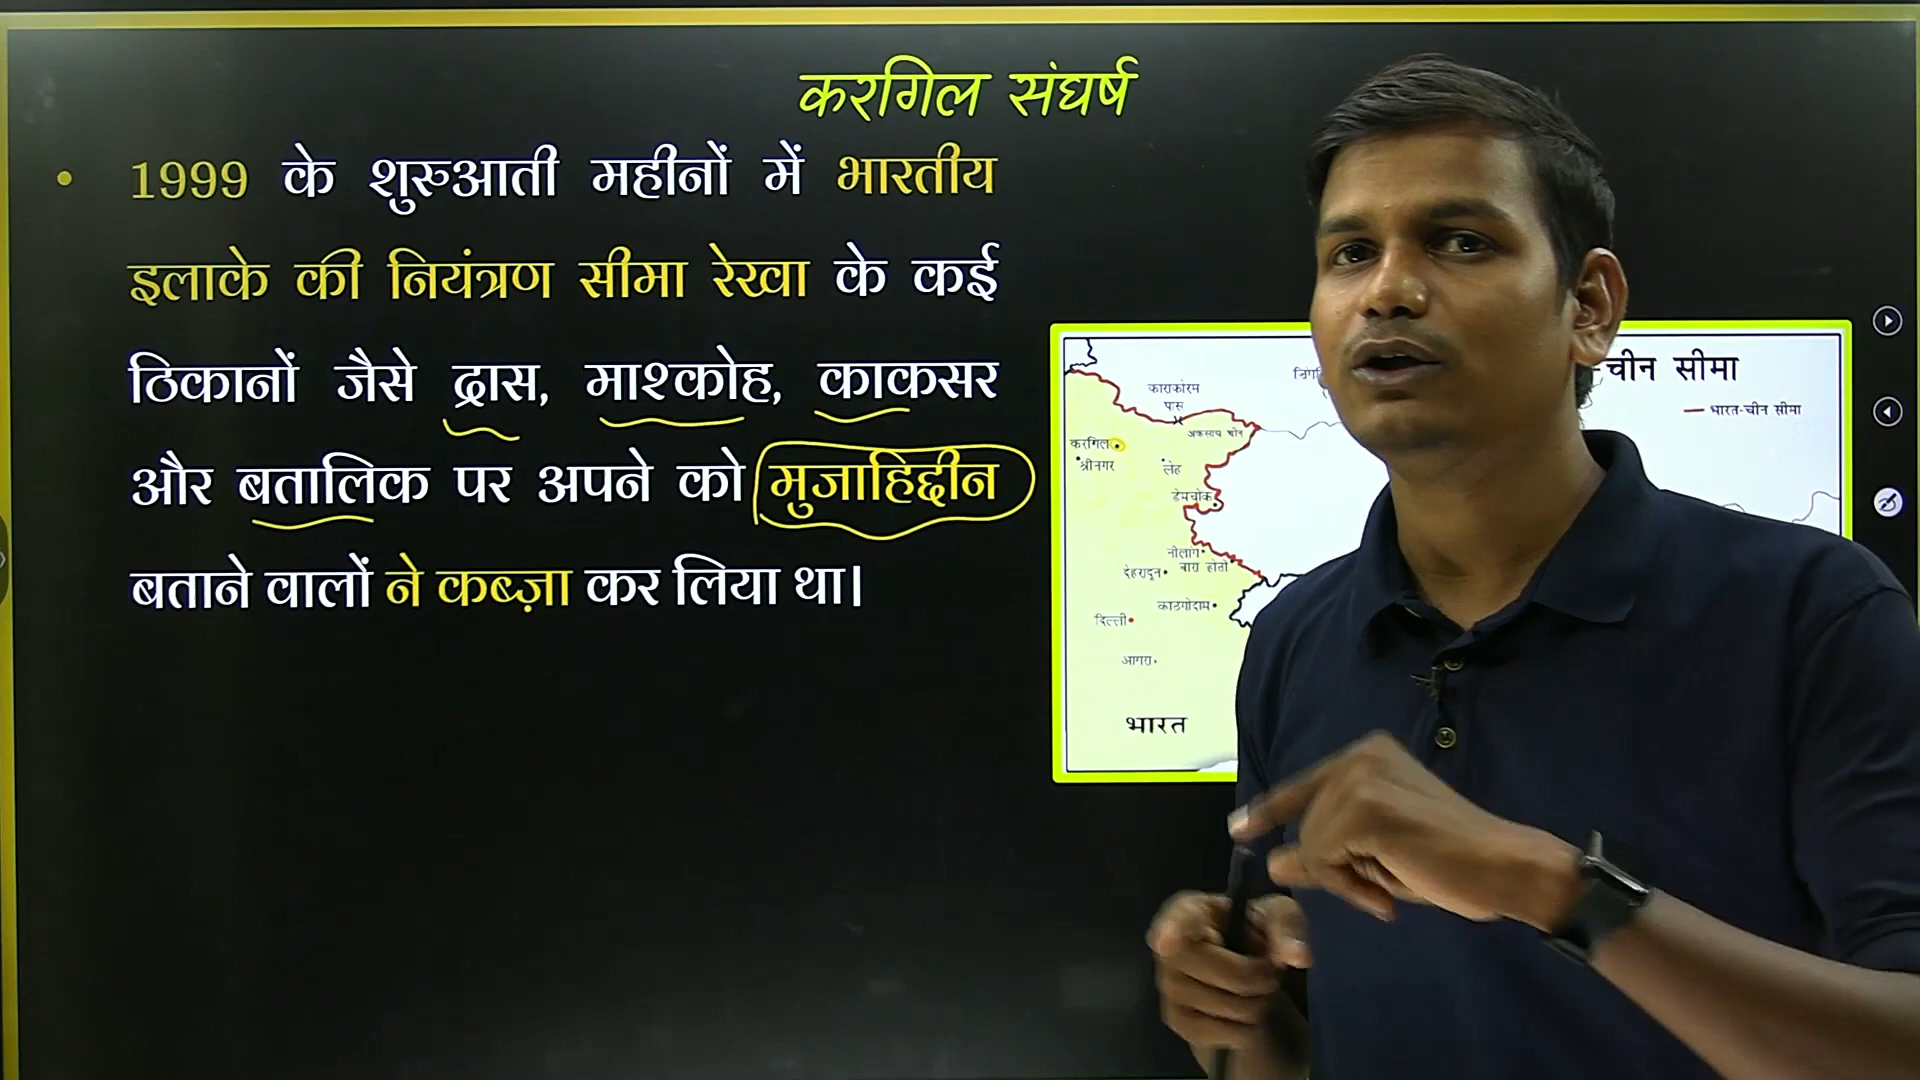 करगिल संघर्ष
• 1999 के शुरुआती महीनों में भारतीय
इलाके की नियंत्रण सीमा रेखा के कई
ठिकानों जैसे द्रास, माश्कोह, काकसर
और बतालिक पर अपने को मुजाहिद्दीन
बताने वालों ने कब्ज़ा कर लिया था।
-चीन सीमा
भारत-चीन सीमा
काराकोरम
पास
अकसाय चीन
करगिल
श्रीनगर
लेह
डेमचोक
नीलांग
बारा होती
देहरादून
काठगोदाम
दिल्ली
आगरा
भारत